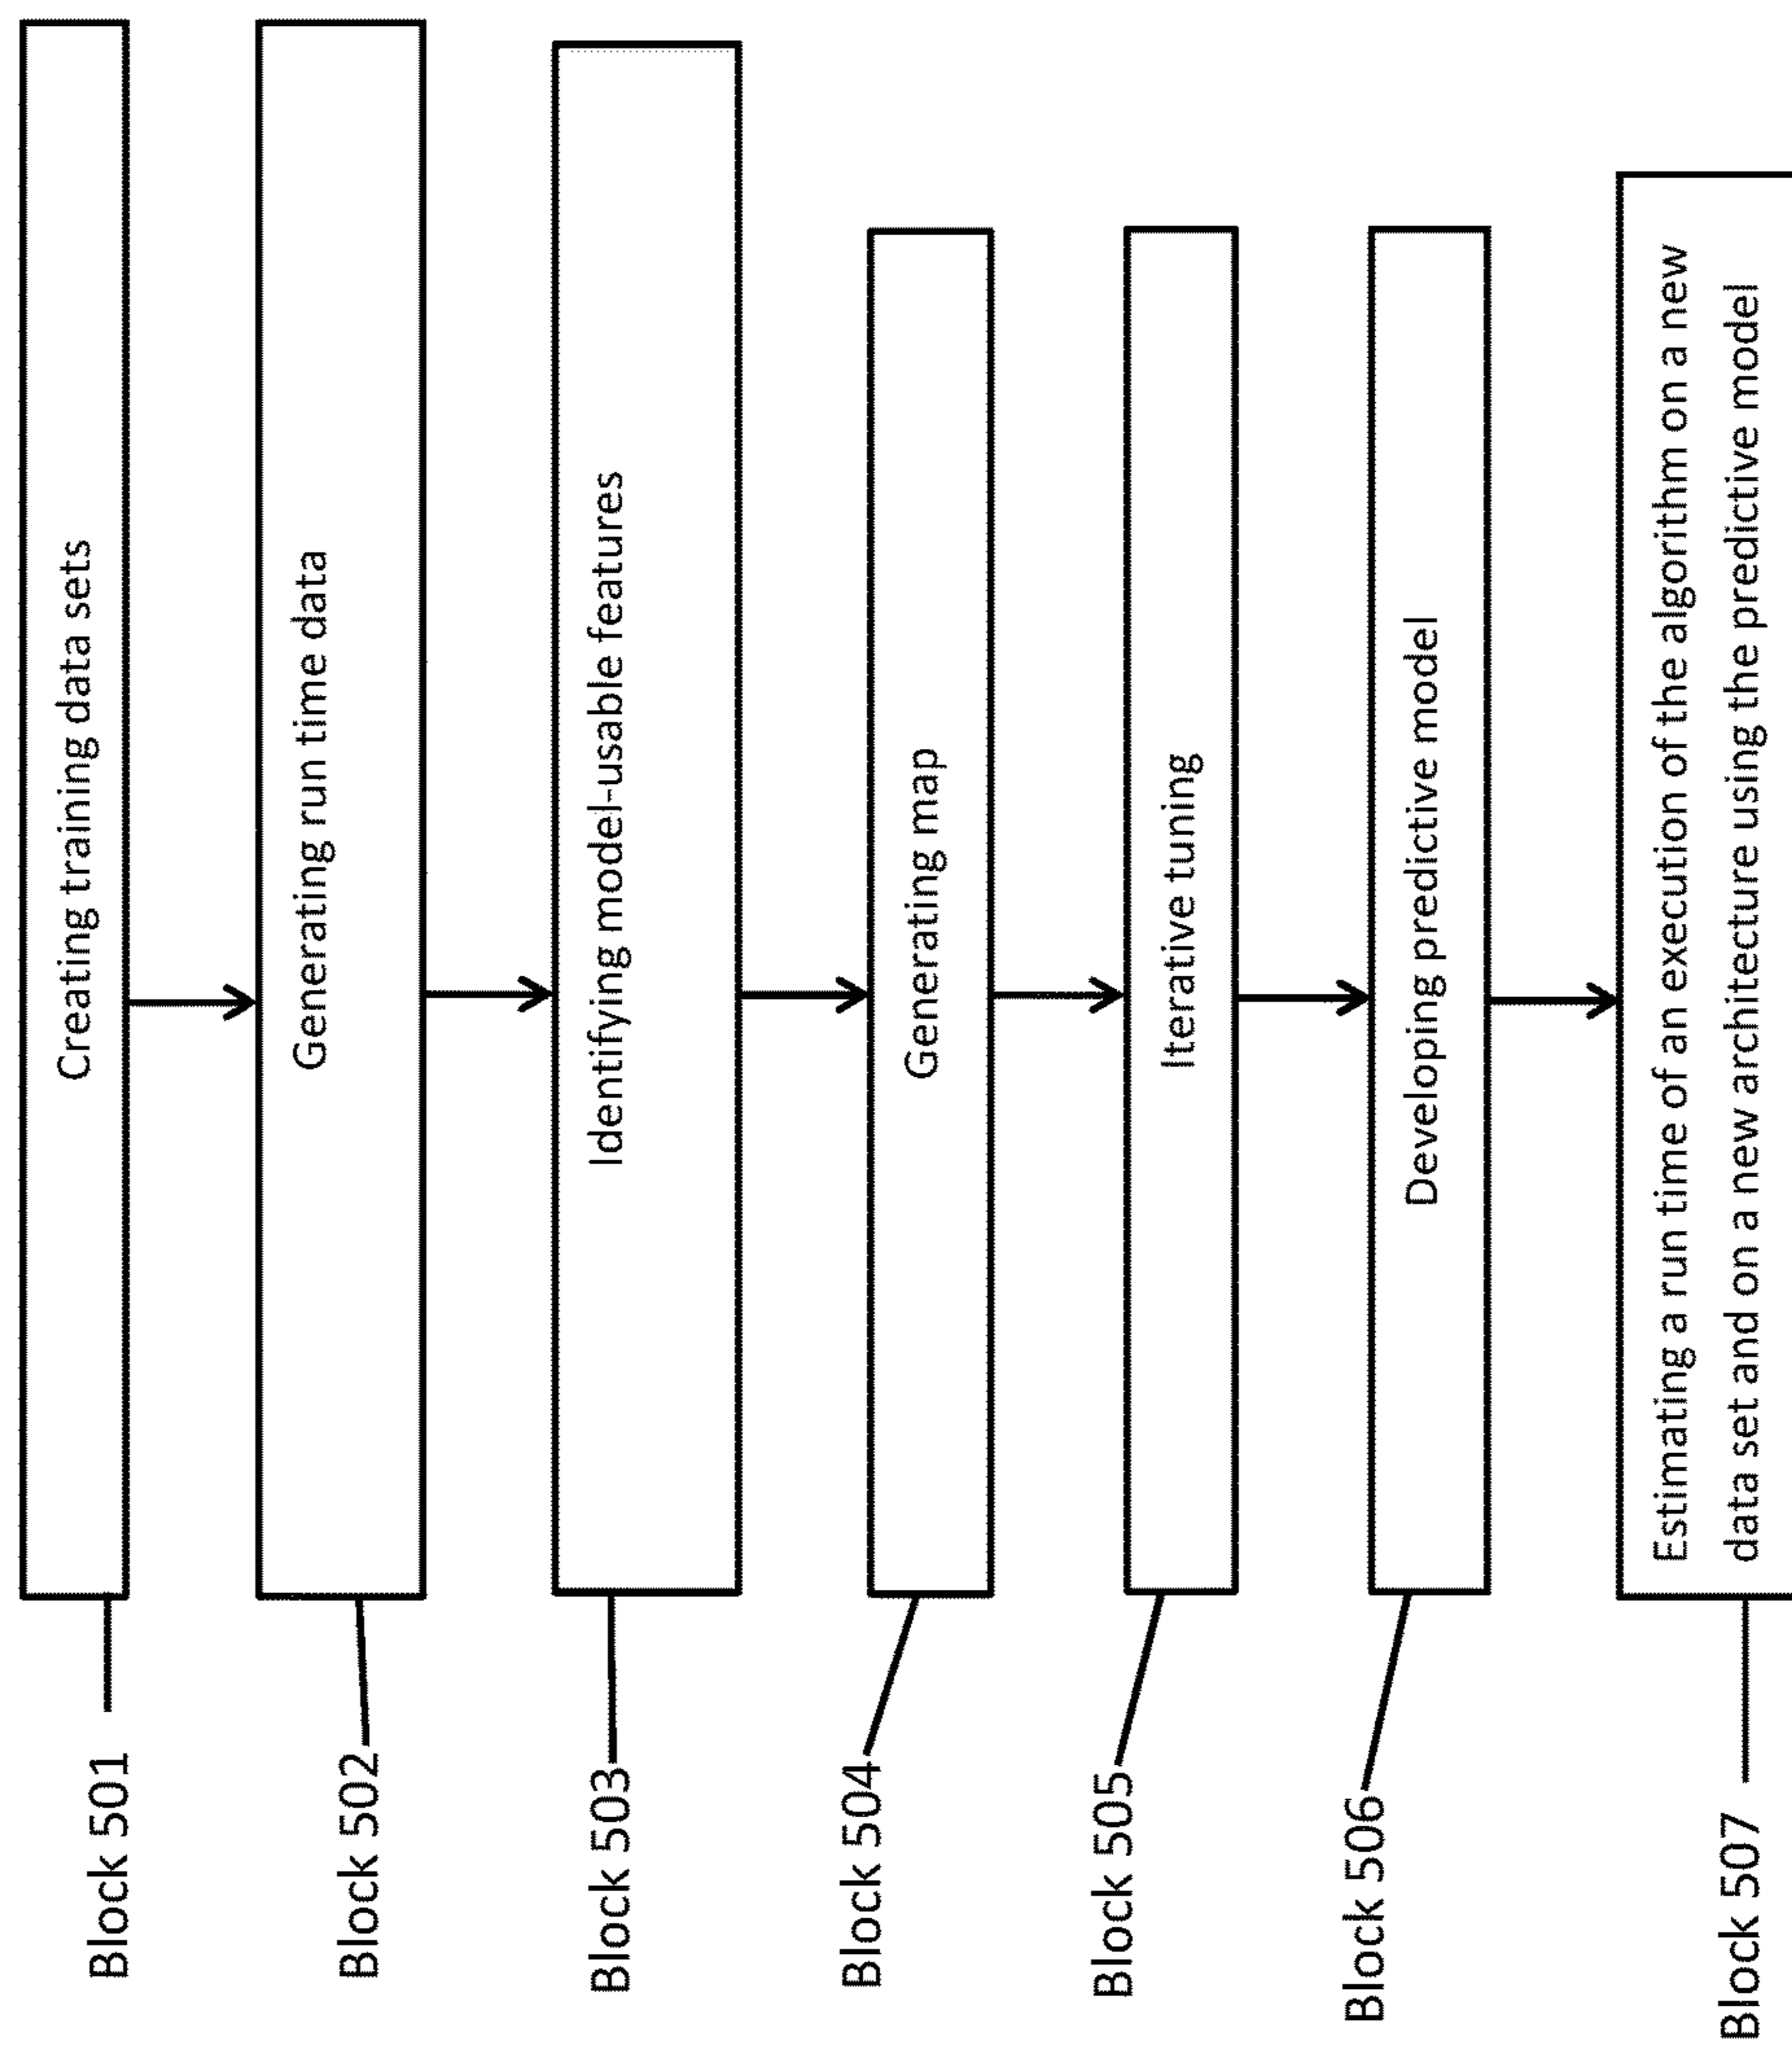 Block 501
Creating training data sets
Block 502
Generating run time data
Block 503
Identifying model-usable features
Block 504
Generating map
Block 505
Iterative tuning
Block 506
Developing predictive model
Block 507
Estimating a run time of an execution of the algorithm on a new
data set and on a new architecture using the predictive model